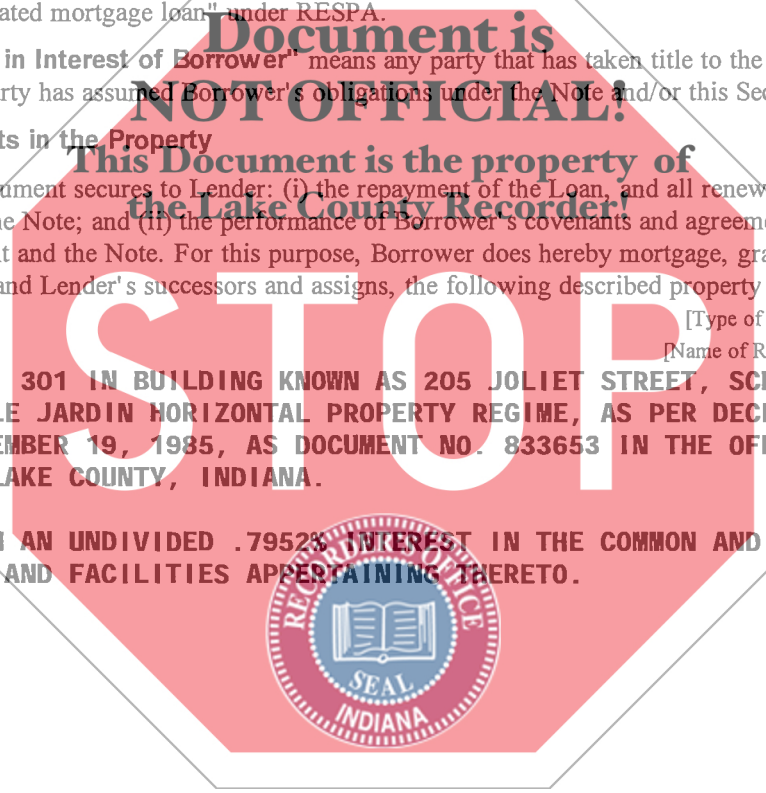 ated mortgage loan" under RESPA.
Document is
in Interest of Borrower" means any party that has taken title to the
NOT OFFICIAL!
rty has assumed Borrower's obligations under the Note and/or this Sec
ts in the Property
This Document is the property of
ument secures to Lender: (i) the repayment of the Loan, and all renew
the Lake County Recorder!
e Note; and (ii) the performance of Borrower's covenants and agreeme
t and the Note. For this purpose, Borrower does hereby mortgage, gra
and Lender's successors and assigns, the following described property
[Type of
[Name of R
STOP
301 IN BUILDING KNOWN AS 205 JOLIET STREET, SCH
LE JARDIN HORIZONTAL PROPERTY REGIME, AS PER DECL
EMBER 19, 1985, AS DOCUMENT NO. 833653 IN THE OFF
LAKE COUNTY, INDIANA.
AN UNDIVIDED .7952% INTEREST IN THE COMMON AND
AND FACILITIES APPERTAINING THERETO.
RECORDER'S OFFICE
SEAL
INDIANA